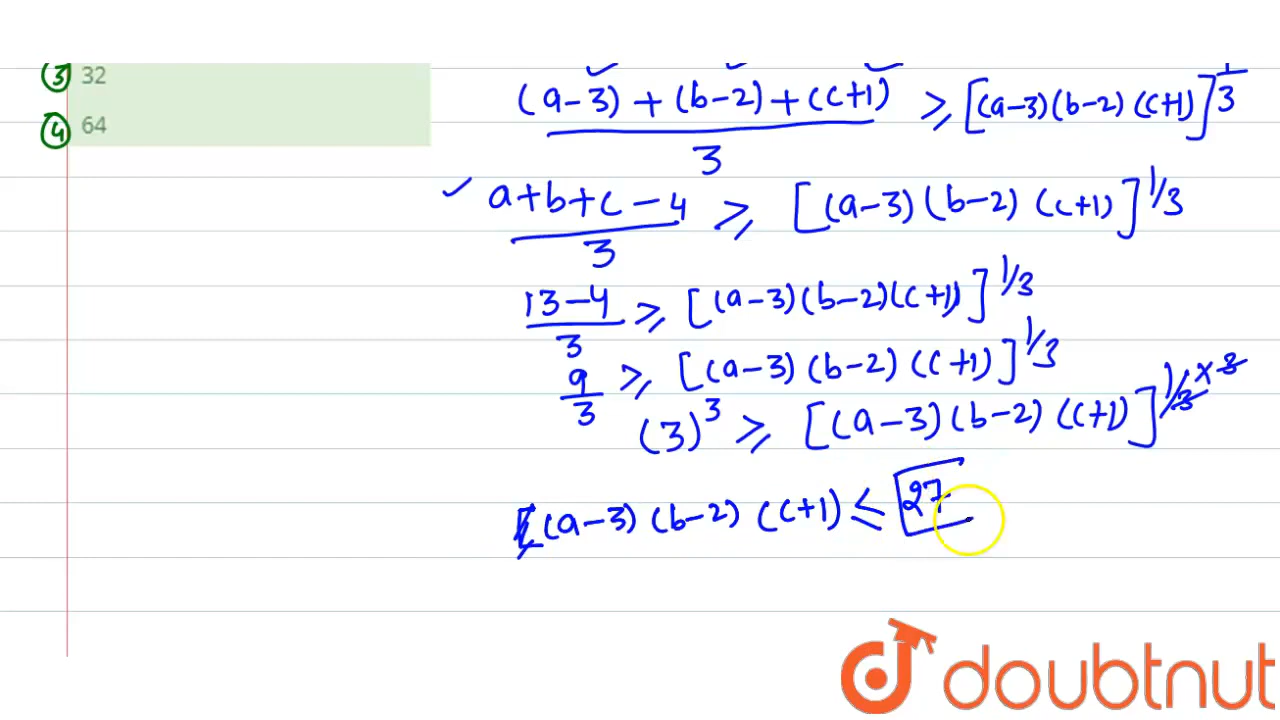 ③ 32
④ 64
(a-3)+(b-2)+(c+1)/3 ≥ [(a-3)(b-2)(c+1)]^1/3
✓ a+b+c-4/3 ≥ [(a-3)(b-2)(c+1)]^1/3
13-4/3 ≥ [(a-3)(b-2)(c+1)]^1/3
9/3 ≥ [(a-3)(b-2)(c+1)]^1/3
(3)^3 ≥ [(a-3)(b-2)(c+1)]^1/3×3
(a-3)(b-2)(c+1) ≤ 27
doubtnut